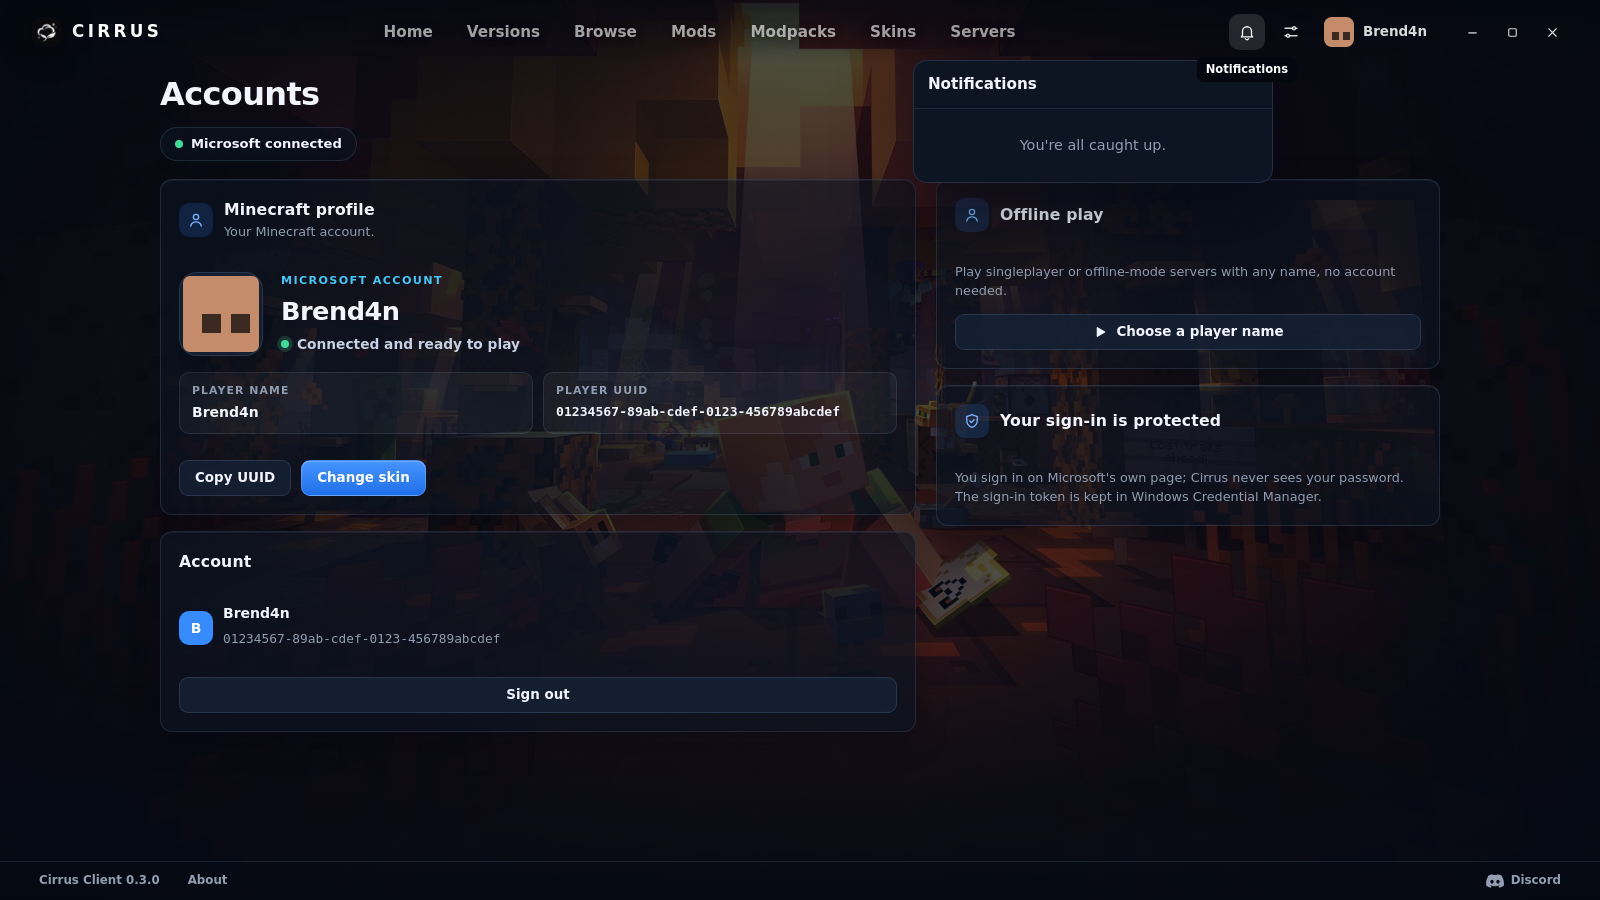 CIRRUS
Home Versions Browse Mods Modpacks Skins Servers
Brend4n
Notifications
Notifications
You're all caught up.
Accounts
Microsoft connected
Minecraft profile
Your Minecraft account.
MICROSOFT ACCOUNT
Brend4n
Connected and ready to play
PLAYER NAME
Brend4n
PLAYER UUID
01234567-89ab-cdef-0123-456789abcdef
Copy UUID
Change skin
Offline play
Play singleplayer or offline-mode servers with any name, no account
needed.
Choose a player name
Your sign-in is protected
You sign in on Microsoft's own page; Cirrus never sees your password.
The sign-in token is kept in Windows Credential Manager.
Account
B
Brend4n
01234567-89ab-cdef-0123-456789abcdef
Sign out
Cirrus Client 0.3.0
About
Discord